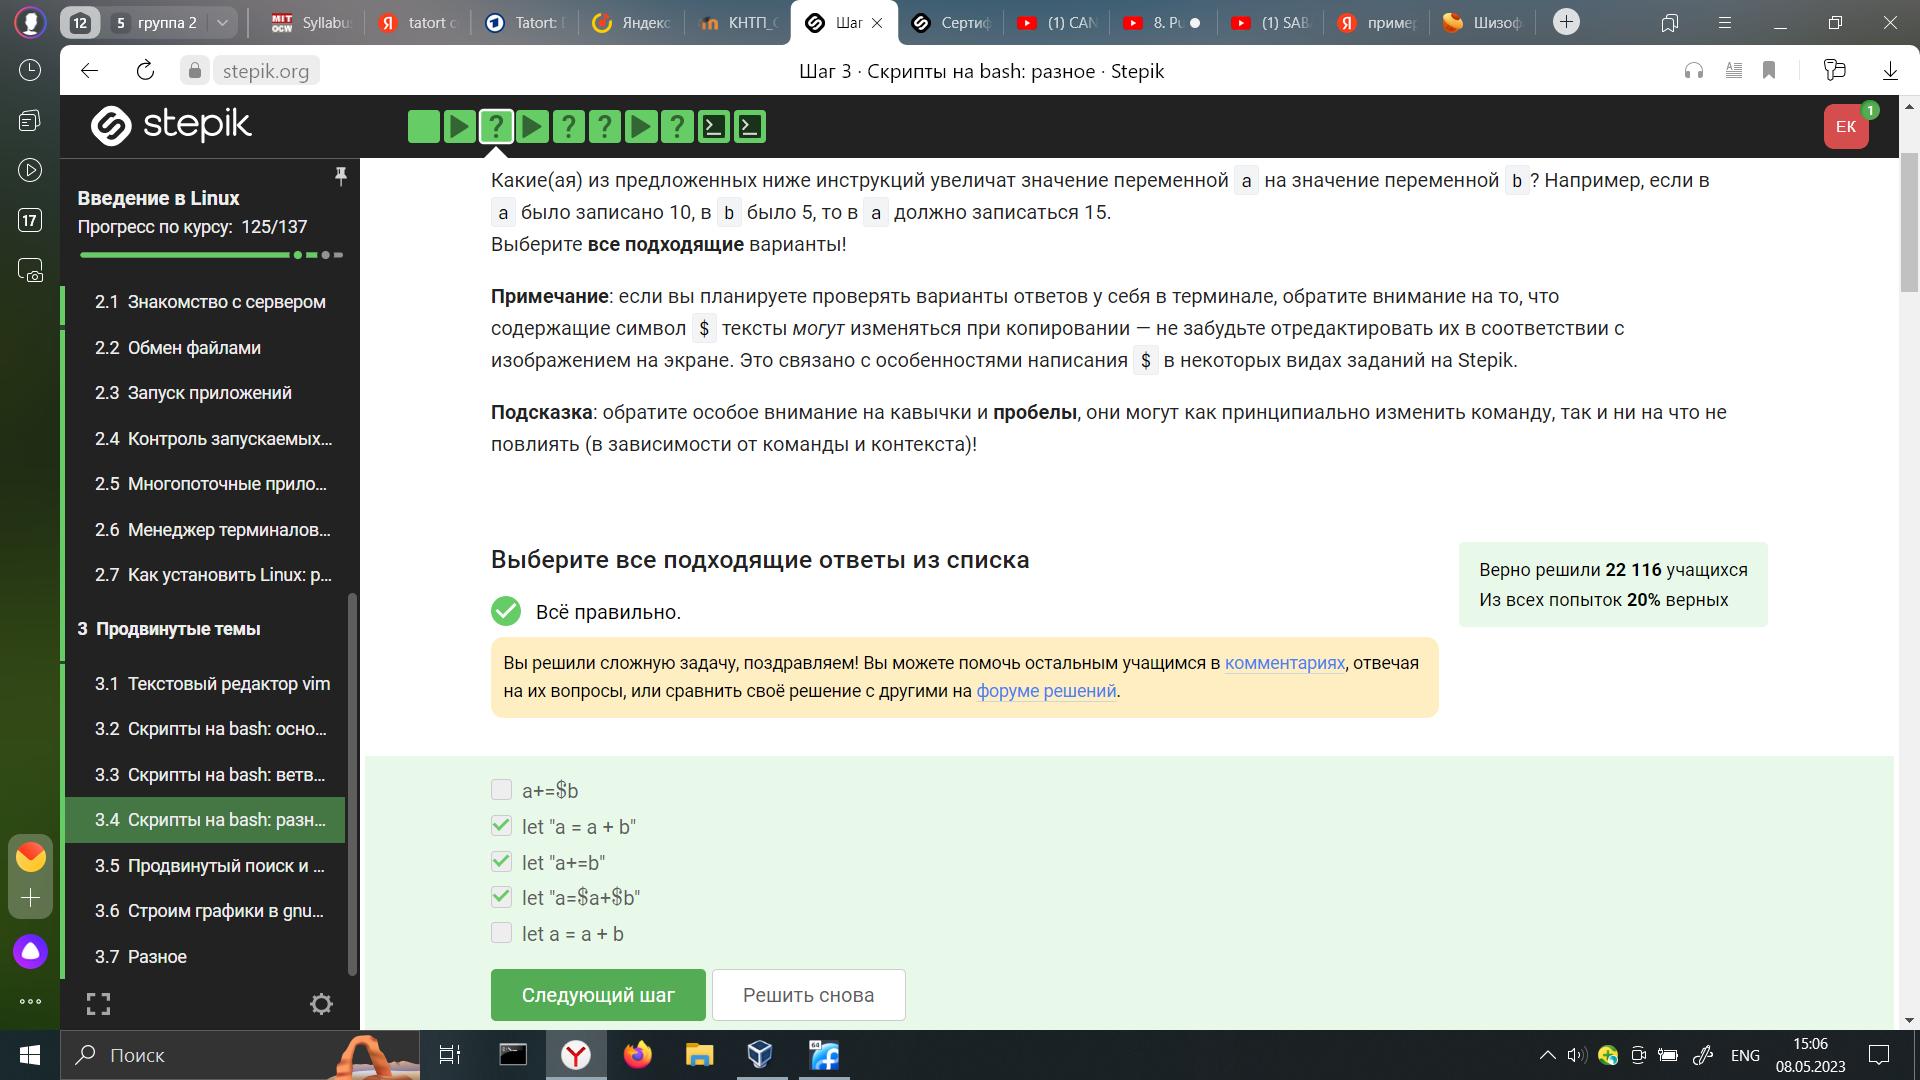 12
5 группа 2
MIT OCW Syllabu
tatort c
Tatort:
Яндекс
КНТП_
Шаг
Сертиф
(1) CAN
8. Pu
(1) SAB
пример
Шизоф
stepik.org
Шаг 3 · Скрипты на bash: разное · Stepik
stepik
ЕК
1
17
Введение в Linux
Прогресс по курсу: 125/137
2.1 Знакомство с сервером
2.2 Обмен файлами
2.3 Запуск приложений
2.4 Контроль запускаемых...
2.5 Многопоточные прило...
2.6 Менеджер терминалов...
2.7 Как установить Linux: р...
3 Продвинутые темы
3.1 Текстовый редактор vim
3.2 Скрипты на bash: осно...
3.3 Скрипты на bash: ветв...
3.4 Скрипты на bash: разн...
3.5 Продвинутый поиск и ...
3.6 Строим графики в gnu...
3.7 Разное
Какие(ая) из предложенных ниже инструкций увеличат значение переменной a на значение переменной b? Например, если в
a было записано 10, в b было 5, то в a должно записаться 15.
Выберите все подходящие варианты!
Примечание: если вы планируете проверять варианты ответов у себя в терминале, обратите внимание на то, что
содержащие символ $ тексты могут изменяться при копировании — не забудьте отредактировать их в соответствии с
изображением на экране. Это связано с особенностями написания $ в некоторых видах заданий на Stepik.
Подсказка: обратите особое внимание на кавычки и пробелы, они могут как принципиально изменить команду, так и ни на что не
повлиять (в зависимости от команды и контекста)!
Выберите все подходящие ответы из списка
Верно решили 22 116 учащихся
Из всех попыток 20% верных
Всё правильно.
Вы решили сложную задачу, поздравляем! Вы можете помочь остальным учащимся в комментариях, отвечая
на их вопросы, или сравнить своё решение с другими на форуме решений.
a+=$b
let "a = a + b"
let "a+=b"
let "a=$a+$b"
let a = a + b
Следующий шаг
Решить снова
Поиск
64
ENG
15:06
08.05.2023